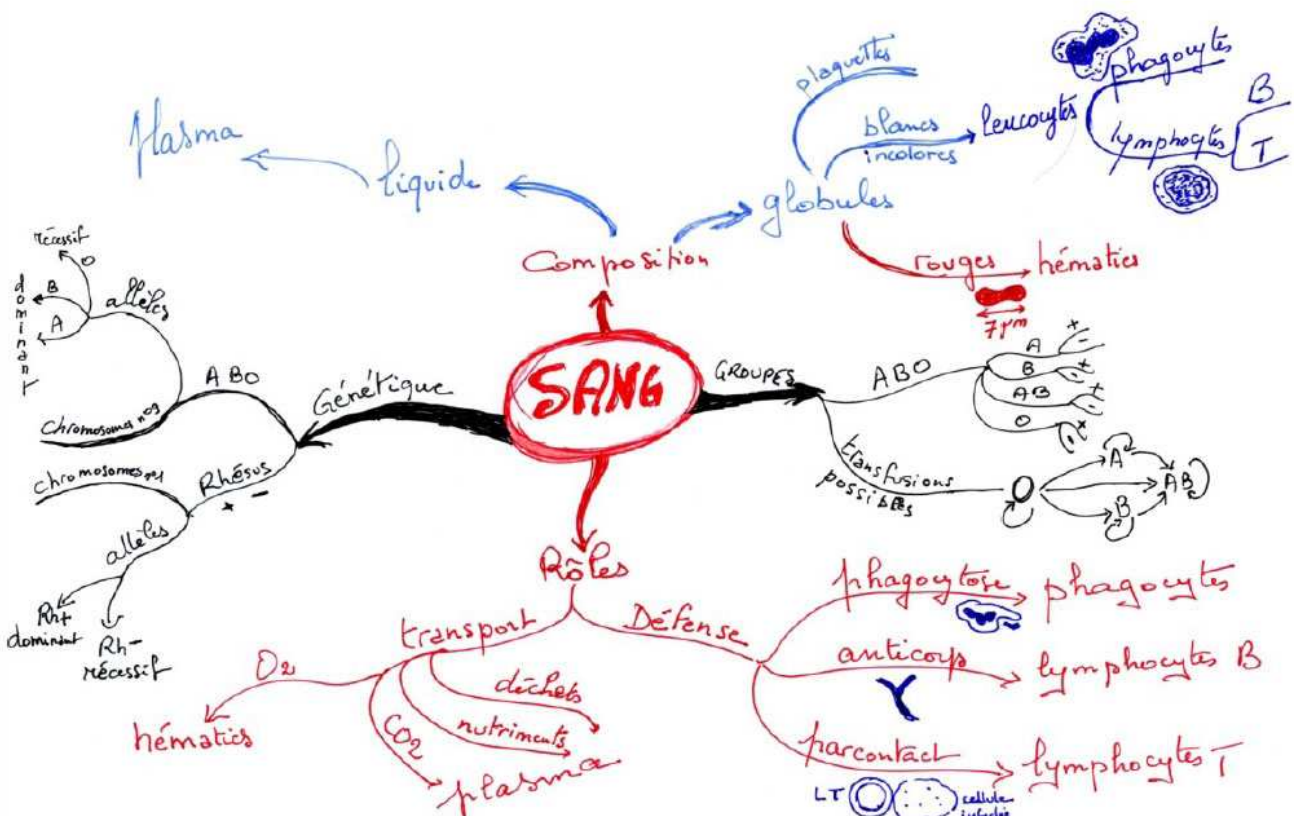 plaquettes
phagocytes
B
blancs
leucocytes
incolores
lymphocytes
T
plasma
liquide
globules
Composition
rouges
hématies
7µm
récessif
O
B
allèles
A
dominant
ABO
chromosomes n°9
Génétique
SANG
GROUPES
ABO
A
+
-
B
+
-
AB
+
-
O
+
-
chromosomes n°1
Rhésus
+ -
allèles
Rh+
dominant
Rh-
récessif
transfusions
possibles
O
A
B
AB
Rôles
transport
Défense
O2
hématies
CO2
nutriments
déchets
plasma
phagocytose
phagocytes
anticorps
lymphocytes B
par contact
lymphocytes T
LT
cellule
infectée